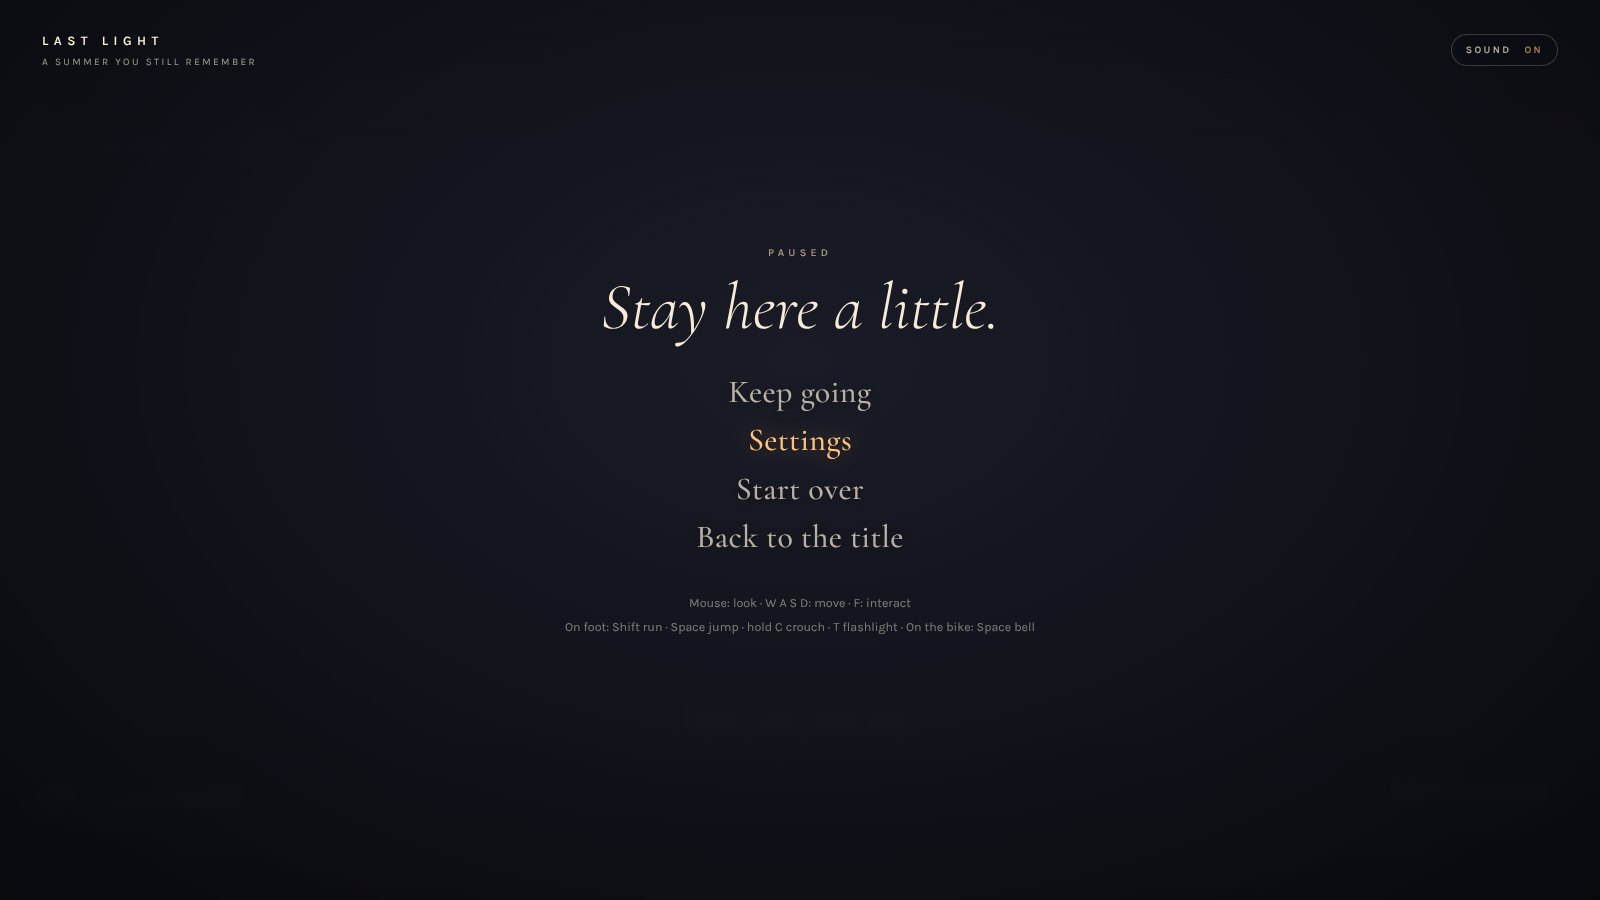 LAST LIGHT
A SUMMER YOU STILL REMEMBER
SOUND ON
PAUSED
Stay here a little.
Keep going
Settings
Start over
Back to the title
Mouse: look · W A S D: move · F: interact
On foot: Shift run · Space jump · hold C crouch · T flashlight · On the bike: Space bell